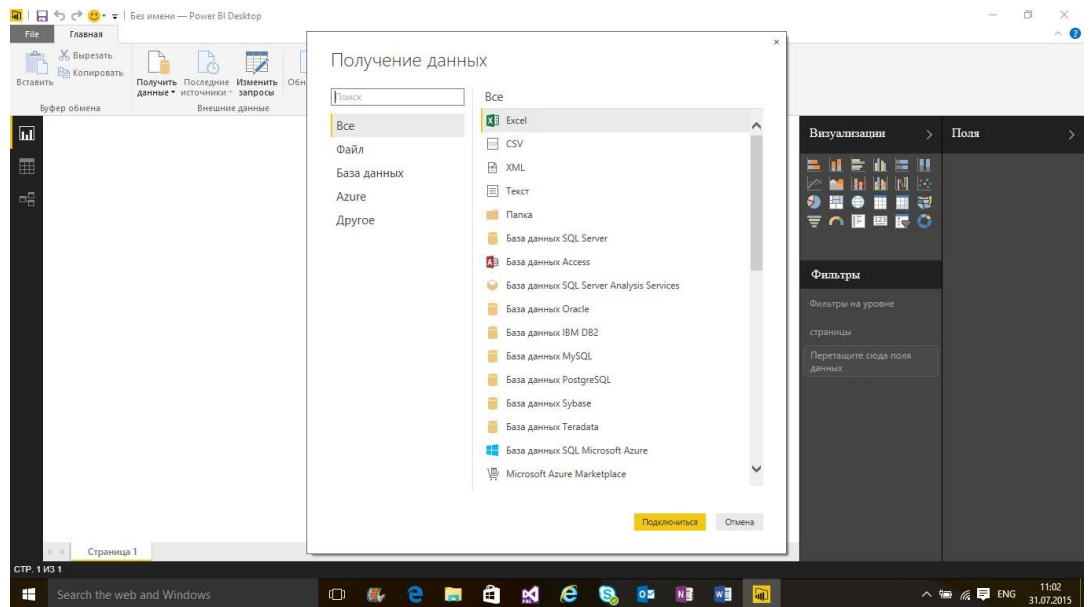 Без имени — Power BI Desktop
File Главная
Вставить
Вырезать
Копировать
Буфер обмена
Получить данные
Последние источники
Изменить запросы
Обн
Внешние данные
Получение данных
Поиск
Все
Файл
База данных
Azure
Другое
Все
Excel
CSV
XML
Текст
Папка
База данных SQL Server
База данных Access
База данных SQL Server Analysis Services
База данных Oracle
База данных IBM DB2
База данных MySQL
База данных PostgreSQL
База данных Sybase
База данных Teradata
База данных SQL Microsoft Azure
Microsoft Azure Marketplace
Подключиться Отмена
Визуализации
Поля
Фильтры
Фильтры на уровне
страницы
Перетащите сюда поля
данных
Страница 1
СТР. 1 ИЗ 1
Search the web and Windows
ENG
11:02
31.07.2015